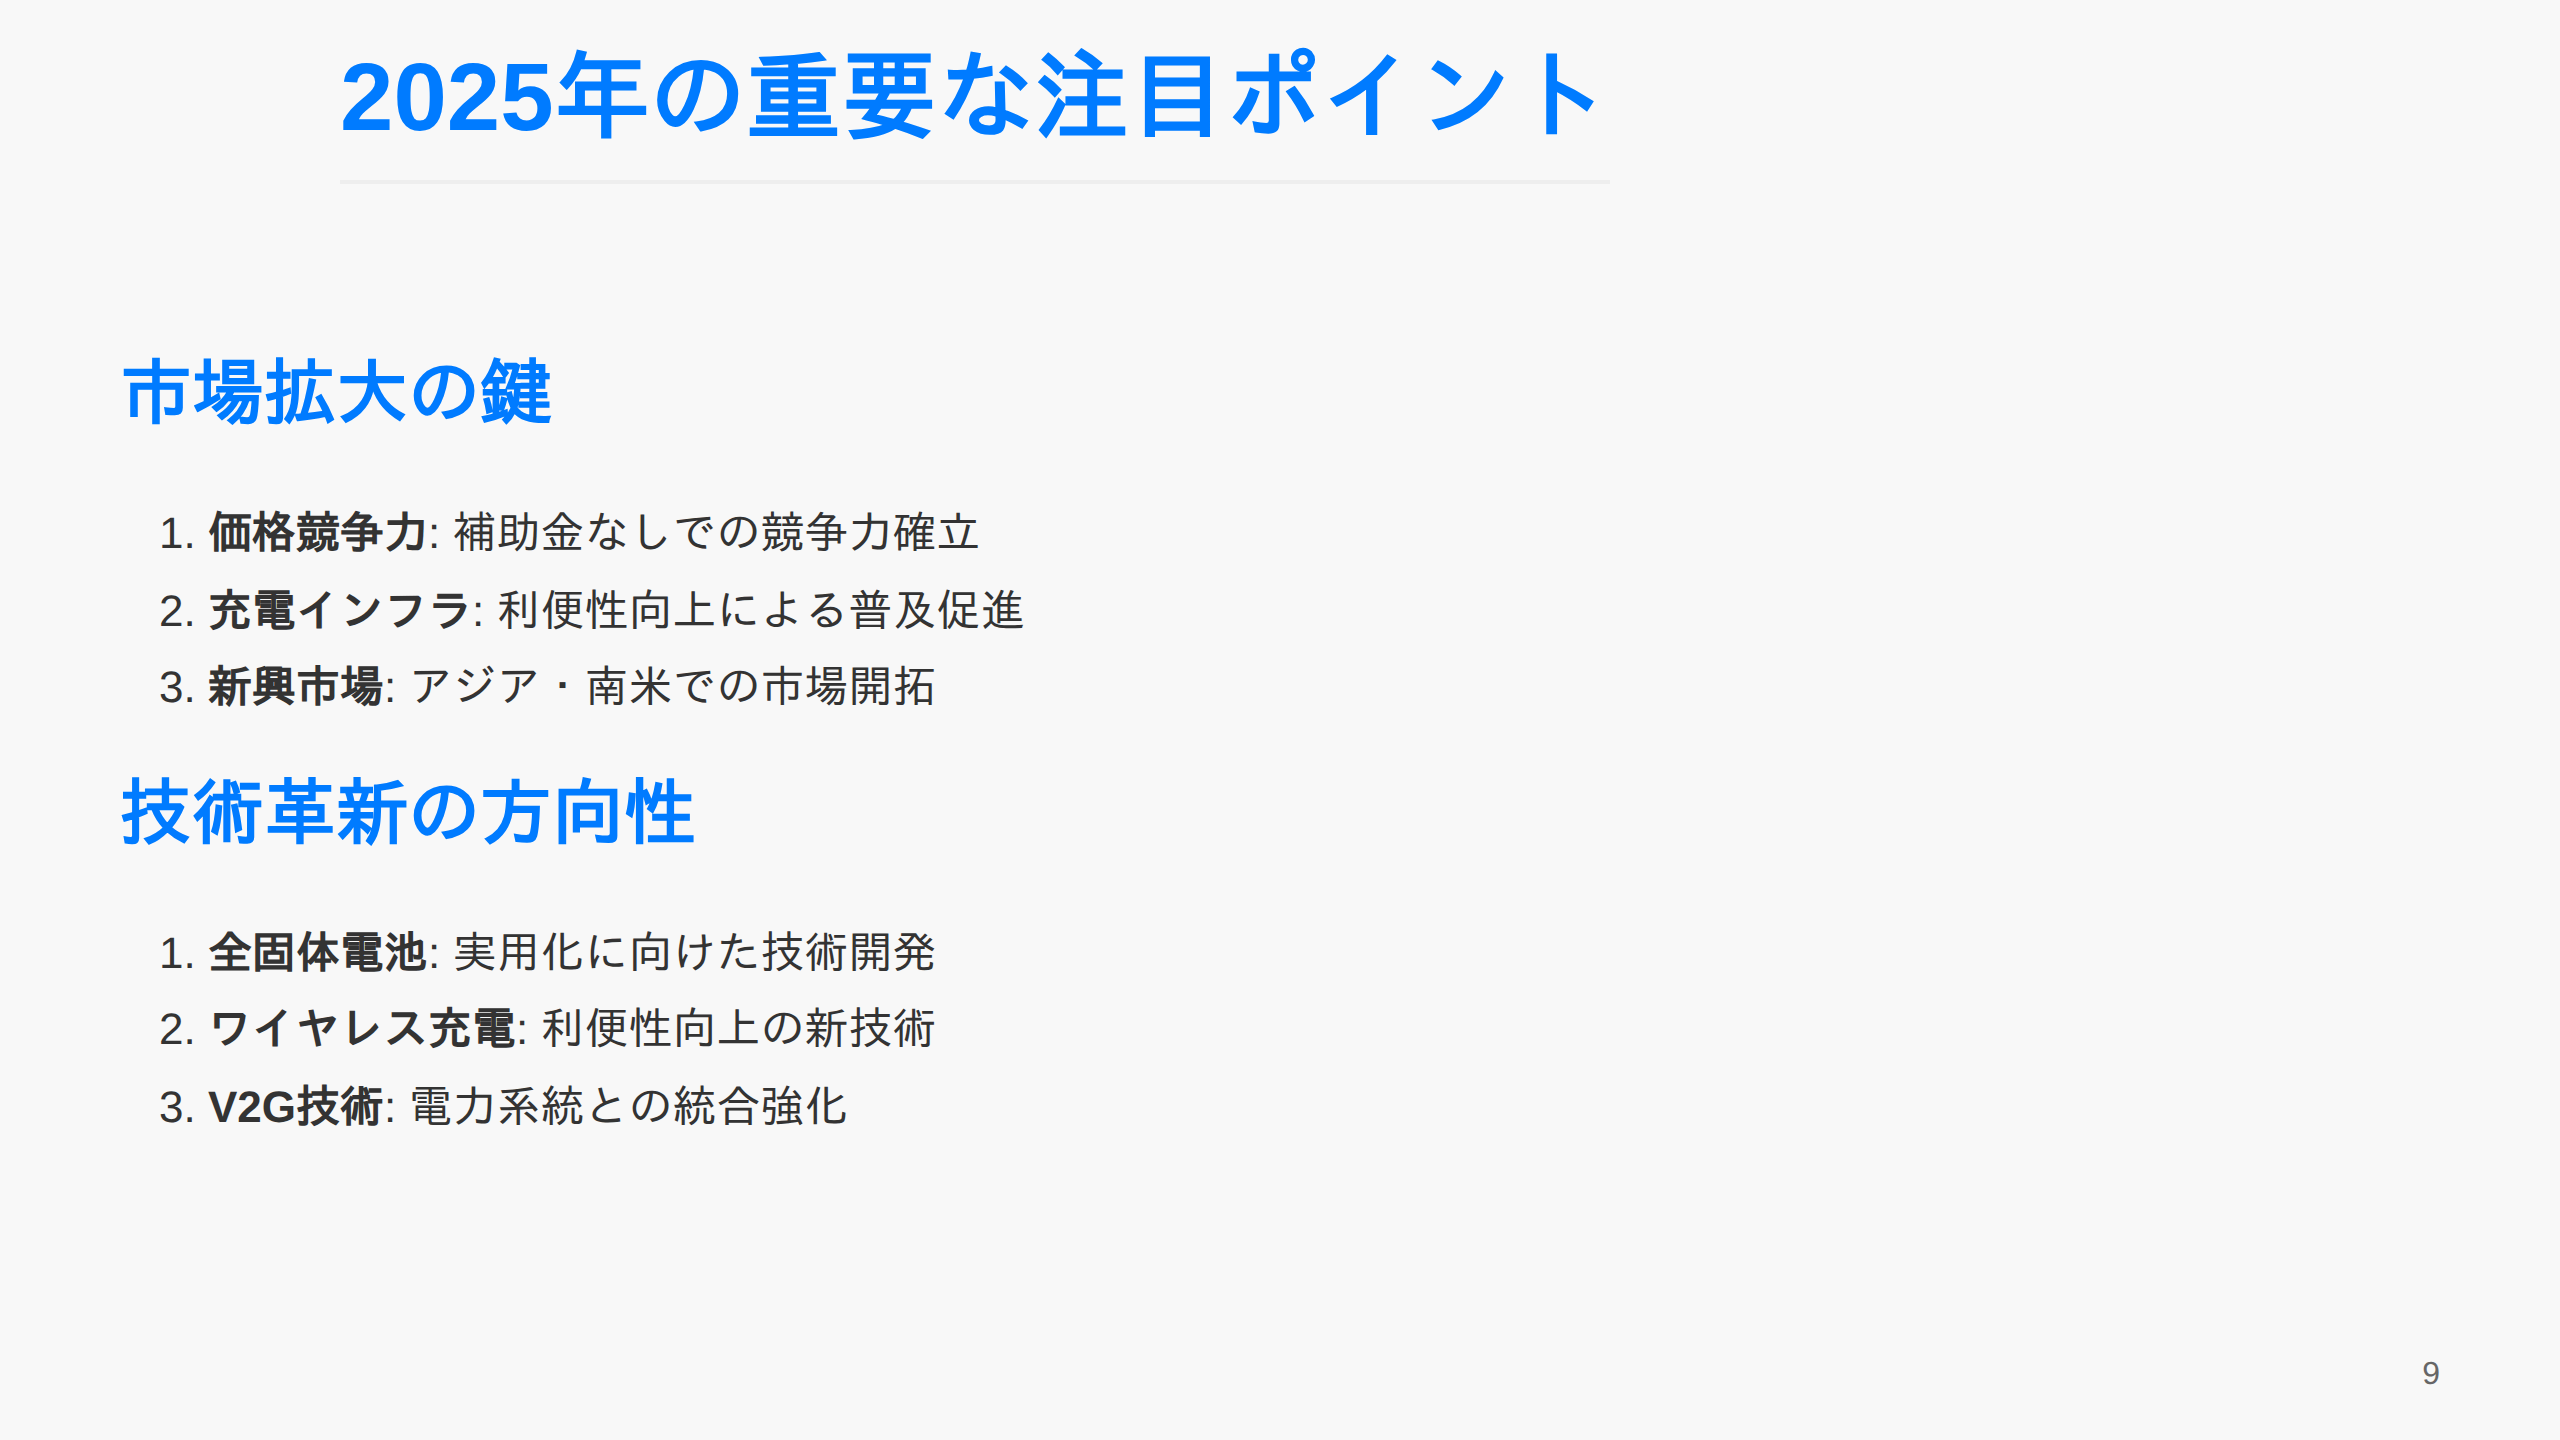 2025年の重要な注目ポイント
市場拡大の鍵
1. 価格競争力: 補助金なしでの競争力確立
2. 充電インフラ: 利便性向上による普及促進
3. 新興市場: アジア・南米での市場開拓
技術革新の方向性
1. 全固体電池: 実用化に向けた技術開発
2. ワイヤレス充電: 利便性向上の新技術
3. V2G技術: 電力系統との統合強化
9